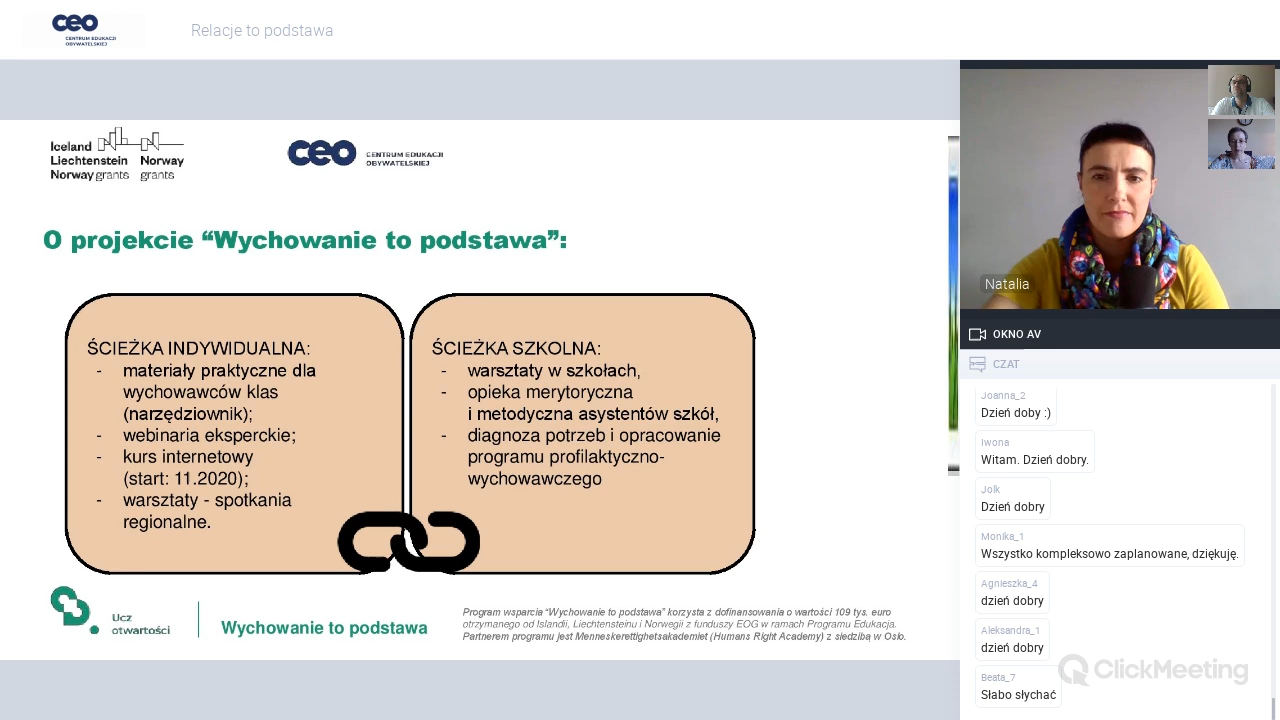 ceo
CENTRUM EDUKACJI
OBYWATELSKIEJ
Relacje to podstawa
Iceland
Liechtenstein Norway
Norway grants grants
ceo
CENTRUM EDUKACJI
OBYWATELSKIEJ
O projekcie “Wychowanie to podstawa”:
ŚCIEŻKA INDYWIDUALNA:
- materiały praktyczne dla
wychowawców klas
(narzędziownik);
- webinaria eksperckie;
- kurs internetowy
(start: 11.2020);
- warsztaty - spotkania
regionalne.
ŚCIEŻKA SZKOLNA:
- warsztaty w szkołach,
- opieka merytoryczna
i metodyczna asystentów szkół,
- diagnoza potrzeb i opracowanie
programu profilaktyczno-
wychowawczego
Ucz
otwartości
Wychowanie to podstawa
Program wsparcia “Wychowanie to podstawa” korzysta z dofinansowania o wartości 109 tys. euro
otrzymanego od Islandii, Liechtensteinu i Norwegii z funduszy EOG w ramach Programu Edukacja.
Partnerem programu jest Menneskerettighetsakademiet (Humans Right Academy) z siedzibą w Oslo.
Natalia
OKNO AV
CZAT
Joanna_2
Dzień doby :)
Iwona
Witam. Dzień dobry.
Jolk
Dzień dobry
Monika_1
Wszystko kompleksowo zaplanowane, dziękuję.
Agnieszka_4
dzień dobry
Aleksandra_1
dzień dobry
Beata_7
Słabo słychać
ClickMeeting